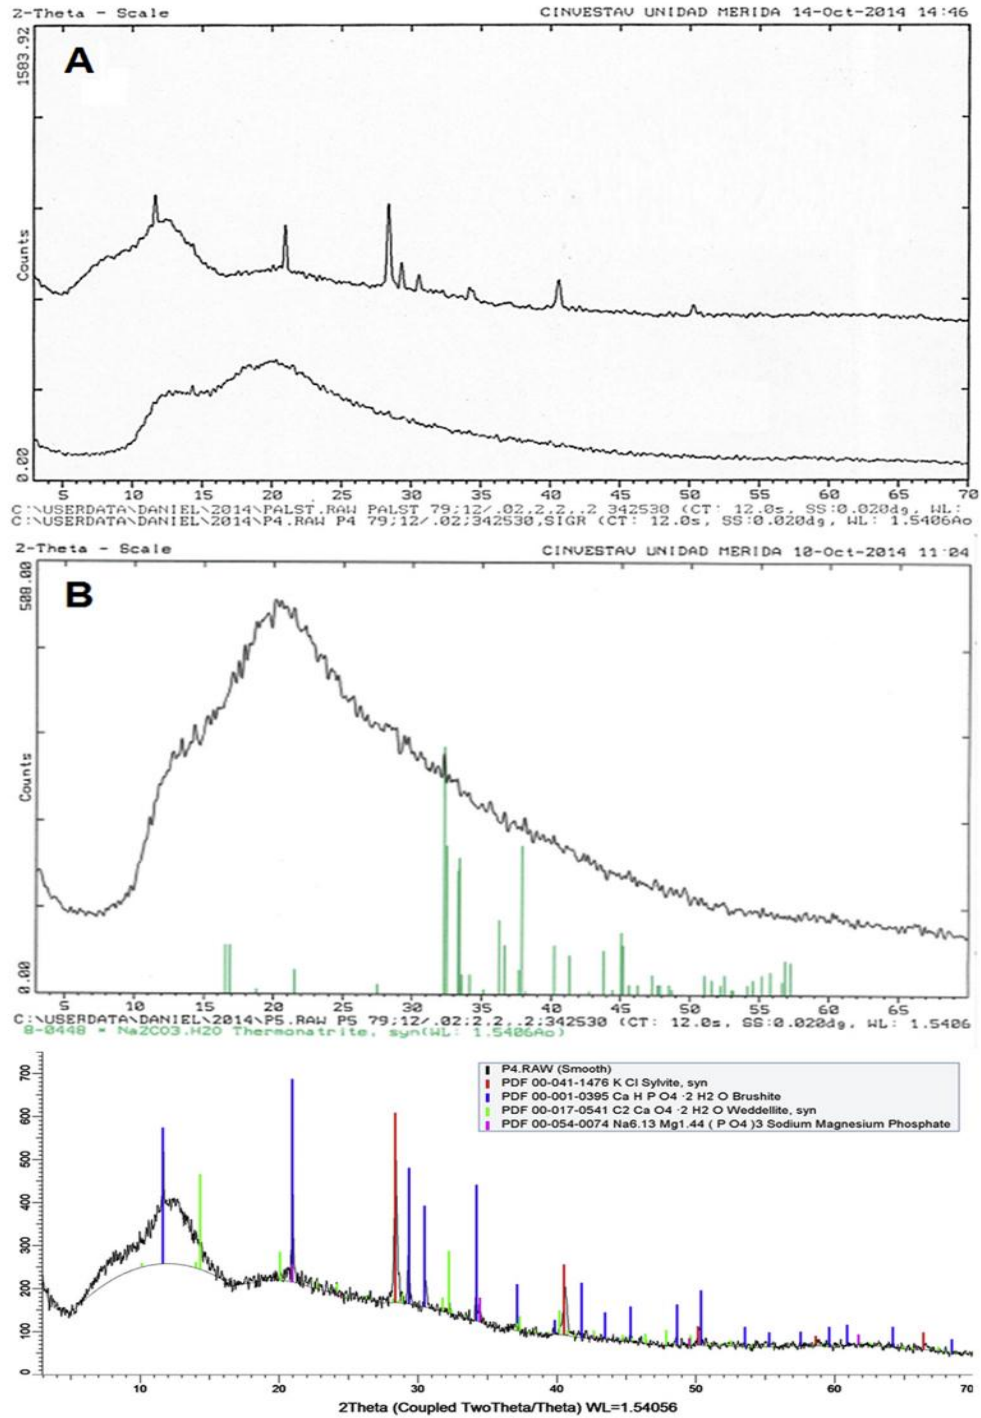 2-Theta - Scale CINVESTAV UNIDAD MERIDA 14-Oct-2014 14:46
A
1583.92
Counts
0.00
5 10 15 20 25 30 35 40 45 50 55 60 65 70
C:\USERDATA\DANIEL\2014\PALST.RAW PALST 79;12/.02,2,2,.2 342530 (CT: 12.0s, SS:0.020dg, WL:
C:\USERDATA\DANIEL\2014\P4.RAW P4 79;12/.02;342530,SIGR (CT: 12.0s, SS:0.020dg, WL: 1.5406Ao
2-Theta - Scale CINVESTAV UNIDAD MERIDA 10-Oct-2014 11:04
B
508.00
Counts
0.00
5 10 15 20 25 30 35 40 45 50 55 60 65
C:\USERDATA\DANIEL\2014\P5.RAW P5 79;12/.02;2,2,.2;342530 (CT: 12.0s, SS:0.020dg, WL: 1.5406
8-0448 * Na2CO3.H2O Thermonatrite, syn(WL: 1.5406Ao)
P4.RAW (Smooth)
PDF 00-041-1476 K Cl Sylvite, syn
PDF 00-001-0395 Ca H P O4 ·2 H2 O Brushite
PDF 00-017-0541 C2 Ca O4 ·2 H2 O Weddellite, syn
PDF 00-054-0074 Na6.13 Mg1.44 ( P O4 )3 Sodium Magnesium Phosphate
700
600
500
400
300
200
100
0
10 20 30 40 50 60 70
2Theta (Coupled TwoTheta/Theta) WL=1.54056